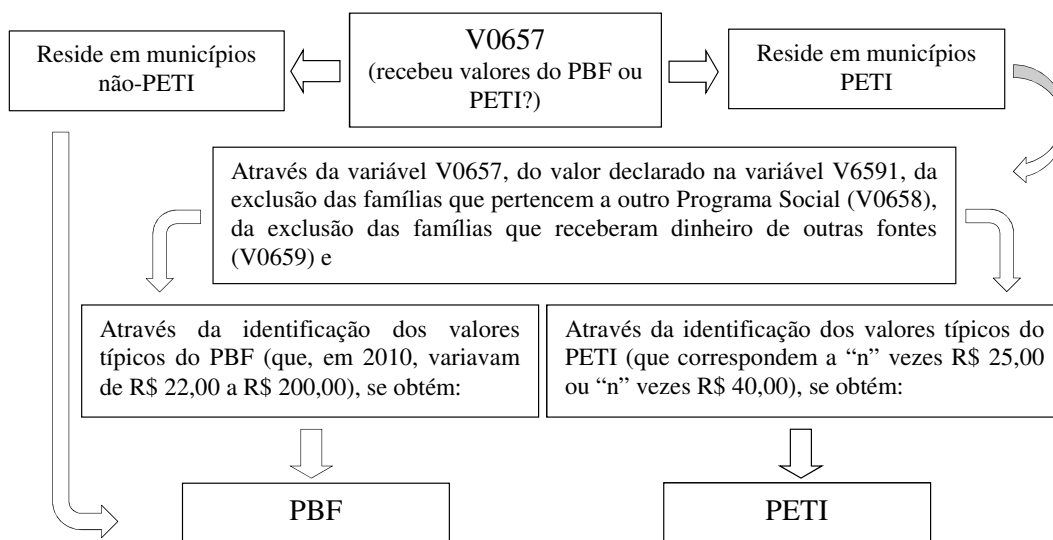 V0657
(recebeu valores do PBF ou
PETI?)
Reside em municípios
não-PETI
Reside em municípios
PETI
Através da variável V0657, do valor declarado na variável V6591, da
exclusão das famílias que pertencem a outro Programa Social (V0658),
da exclusão das famílias que receberam dinheiro de outras fontes
(V0659) e
Através da identificação dos valores
típicos do PBF (que, em 2010, variavam
de R$ 22,00 a R$ 200,00), se obtém:
Através da identificação dos valores típicos do
PETI (que correspondem a “n” vezes R$ 25,00
ou “n” vezes R$ 40,00), se obtém:
PBF
PETI